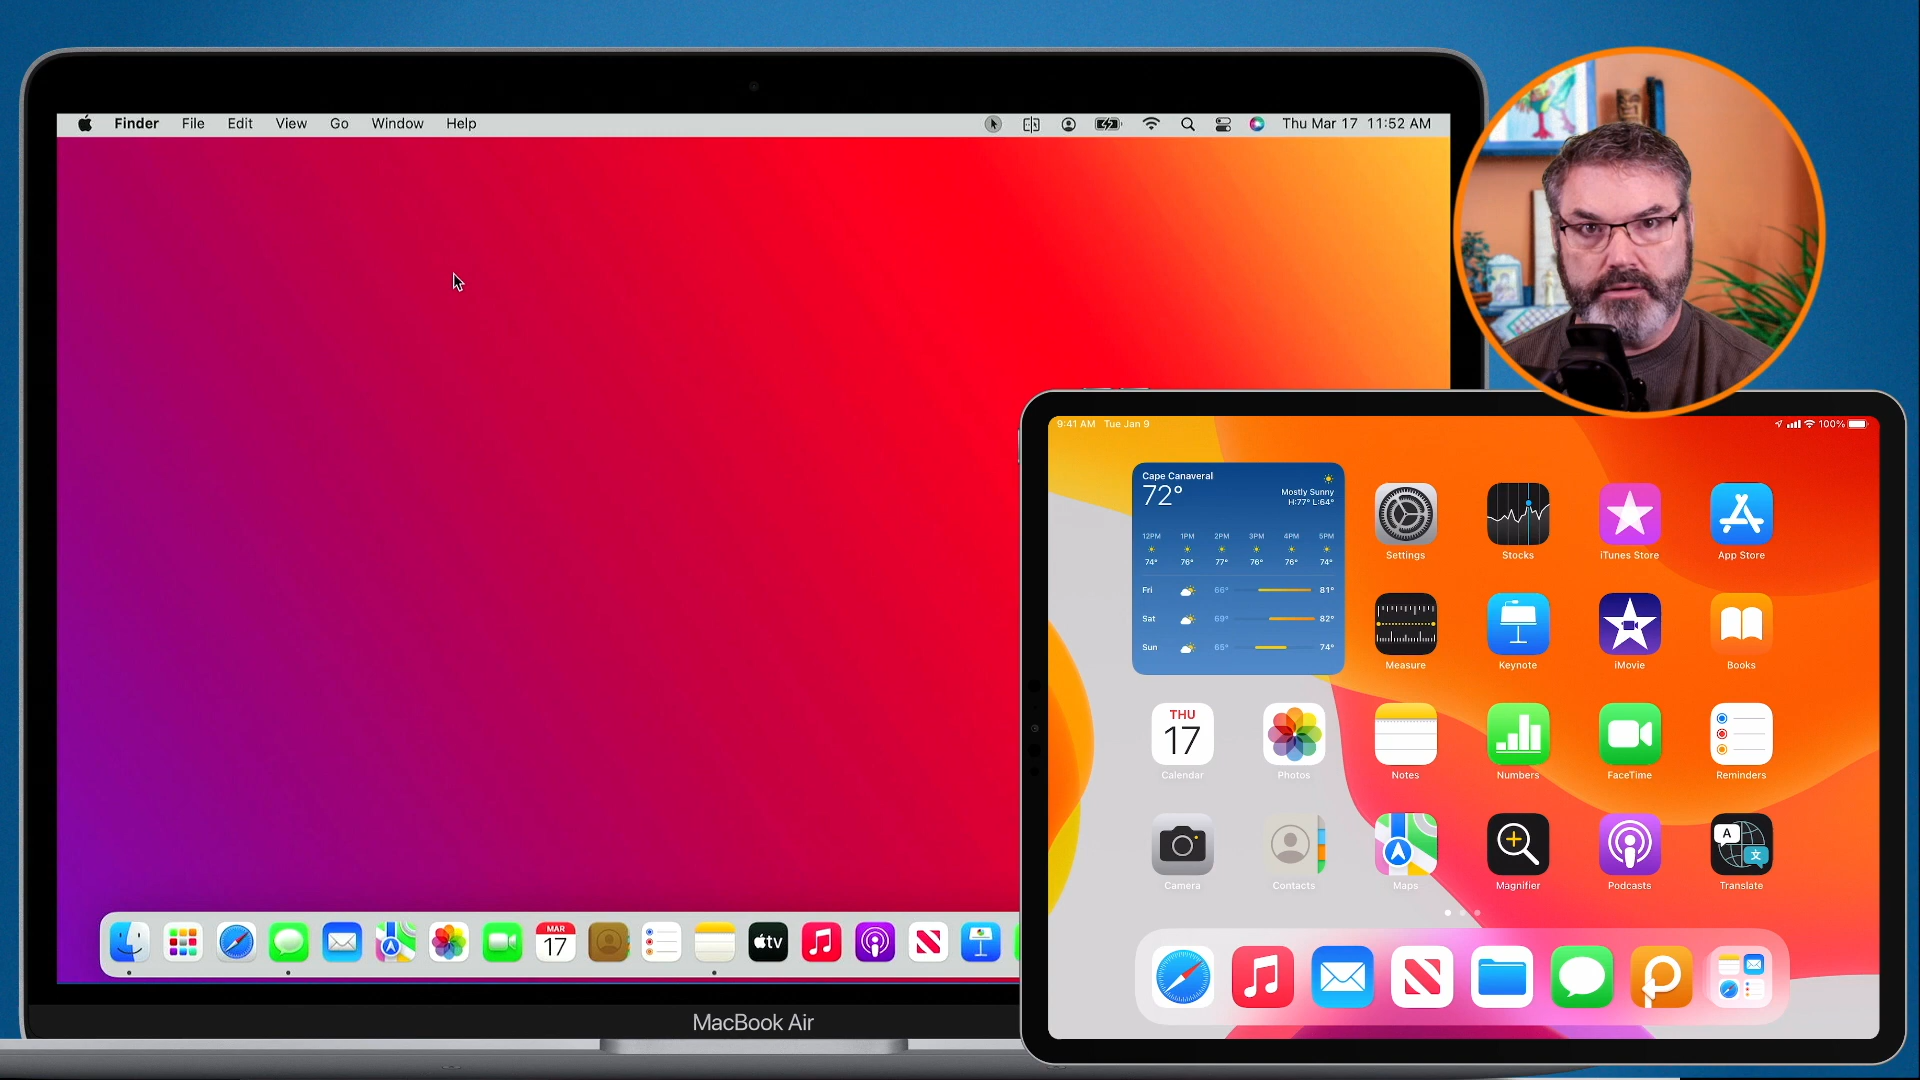 Finder File Edit View Go Window Help
Thu Mar 17 11:52 AM
MAR
17
tv
MacBook Air
9:41 AM Tue Jan 9
100%
Cape Canaveral
72°
Mostly Sunny
H:77° L:64°
12PM 1PM 2PM 3PM 4PM 5PM
74° 76° 77° 76° 76° 74°
Fri 66° 81°
Sat 69° 82°
Sun 65° 74°
Settings Stocks iTunes Store App Store
Measure Keynote iMovie Books
THU
17
Calendar Photos Notes Numbers FaceTime Reminders
A
文
Camera Contacts Maps Magnifier Podcasts Translate